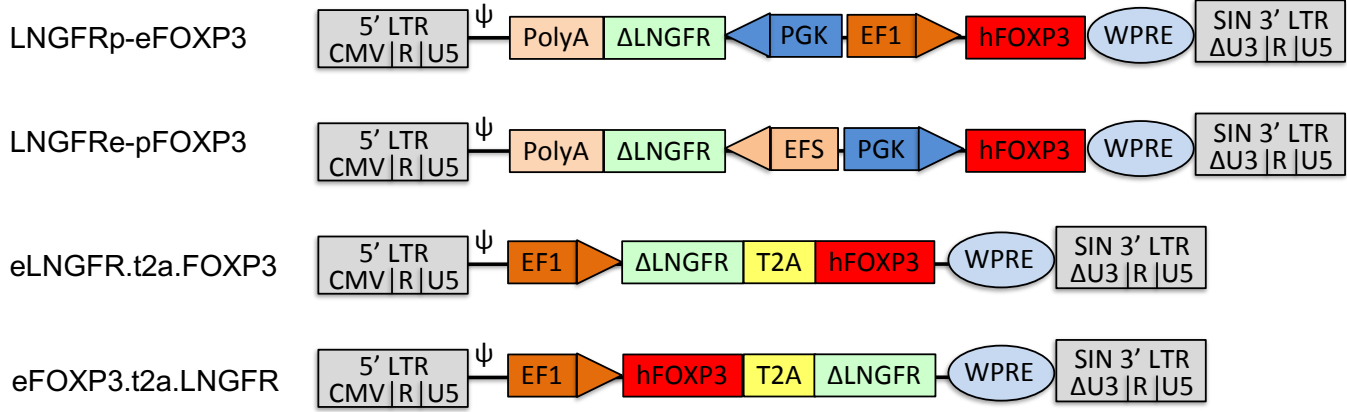 LNGFRp-eFOXP3
5’ LTR
CMV|R|U5
ψ
PolyA
ΔLNGFR
PGK
EF1
hFOXP3
WPRE
SIN 3’ LTR
ΔU3|R|U5
LNGFRe-pFOXP3
5’ LTR
CMV|R|U5
ψ
PolyA
ΔLNGFR
EFS
PGK
hFOXP3
WPRE
SIN 3’ LTR
ΔU3|R|U5
eLNGFR.t2a.FOXP3
5’ LTR
CMV|R|U5
ψ
EF1
ΔLNGFR
T2A
hFOXP3
WPRE
SIN 3’ LTR
ΔU3|R|U5
eFOXP3.t2a.LNGFR
5’ LTR
CMV|R|U5
ψ
EF1
hFOXP3
T2A
ΔLNGFR
WPRE
SIN 3’ LTR
ΔU3|R|U5